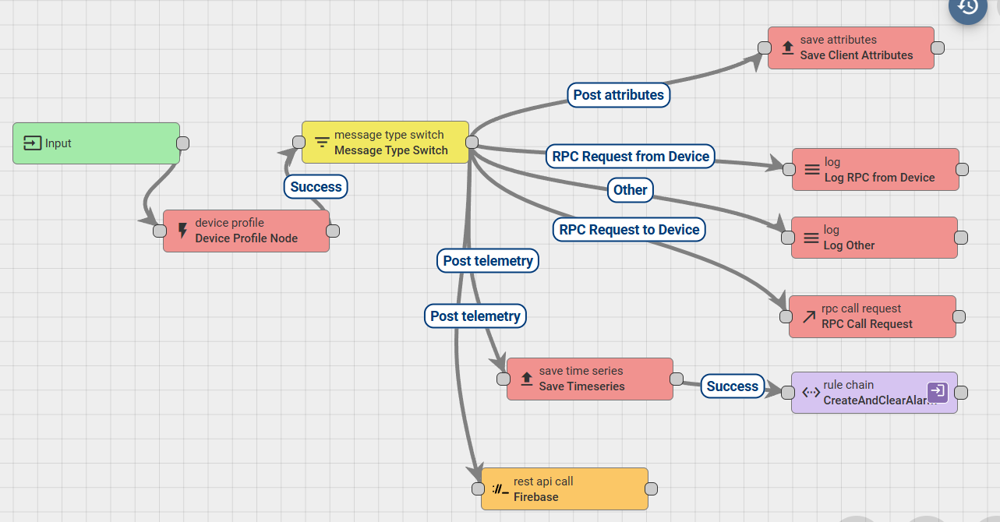 save attributes
Save Client Attributes
Post attributes
Input
message type switch
Message Type Switch
RPC Request from Device
log
Log RPC from Device
Success
Other
device profile
Device Profile Node
RPC Request to Device
log
Log Other
Post telemetry
rpc call request
RPC Call Request
Post telemetry
save time series
Save Timeseries
Success
rule chain
CreateAndClearAlar
rest api call
Firebase